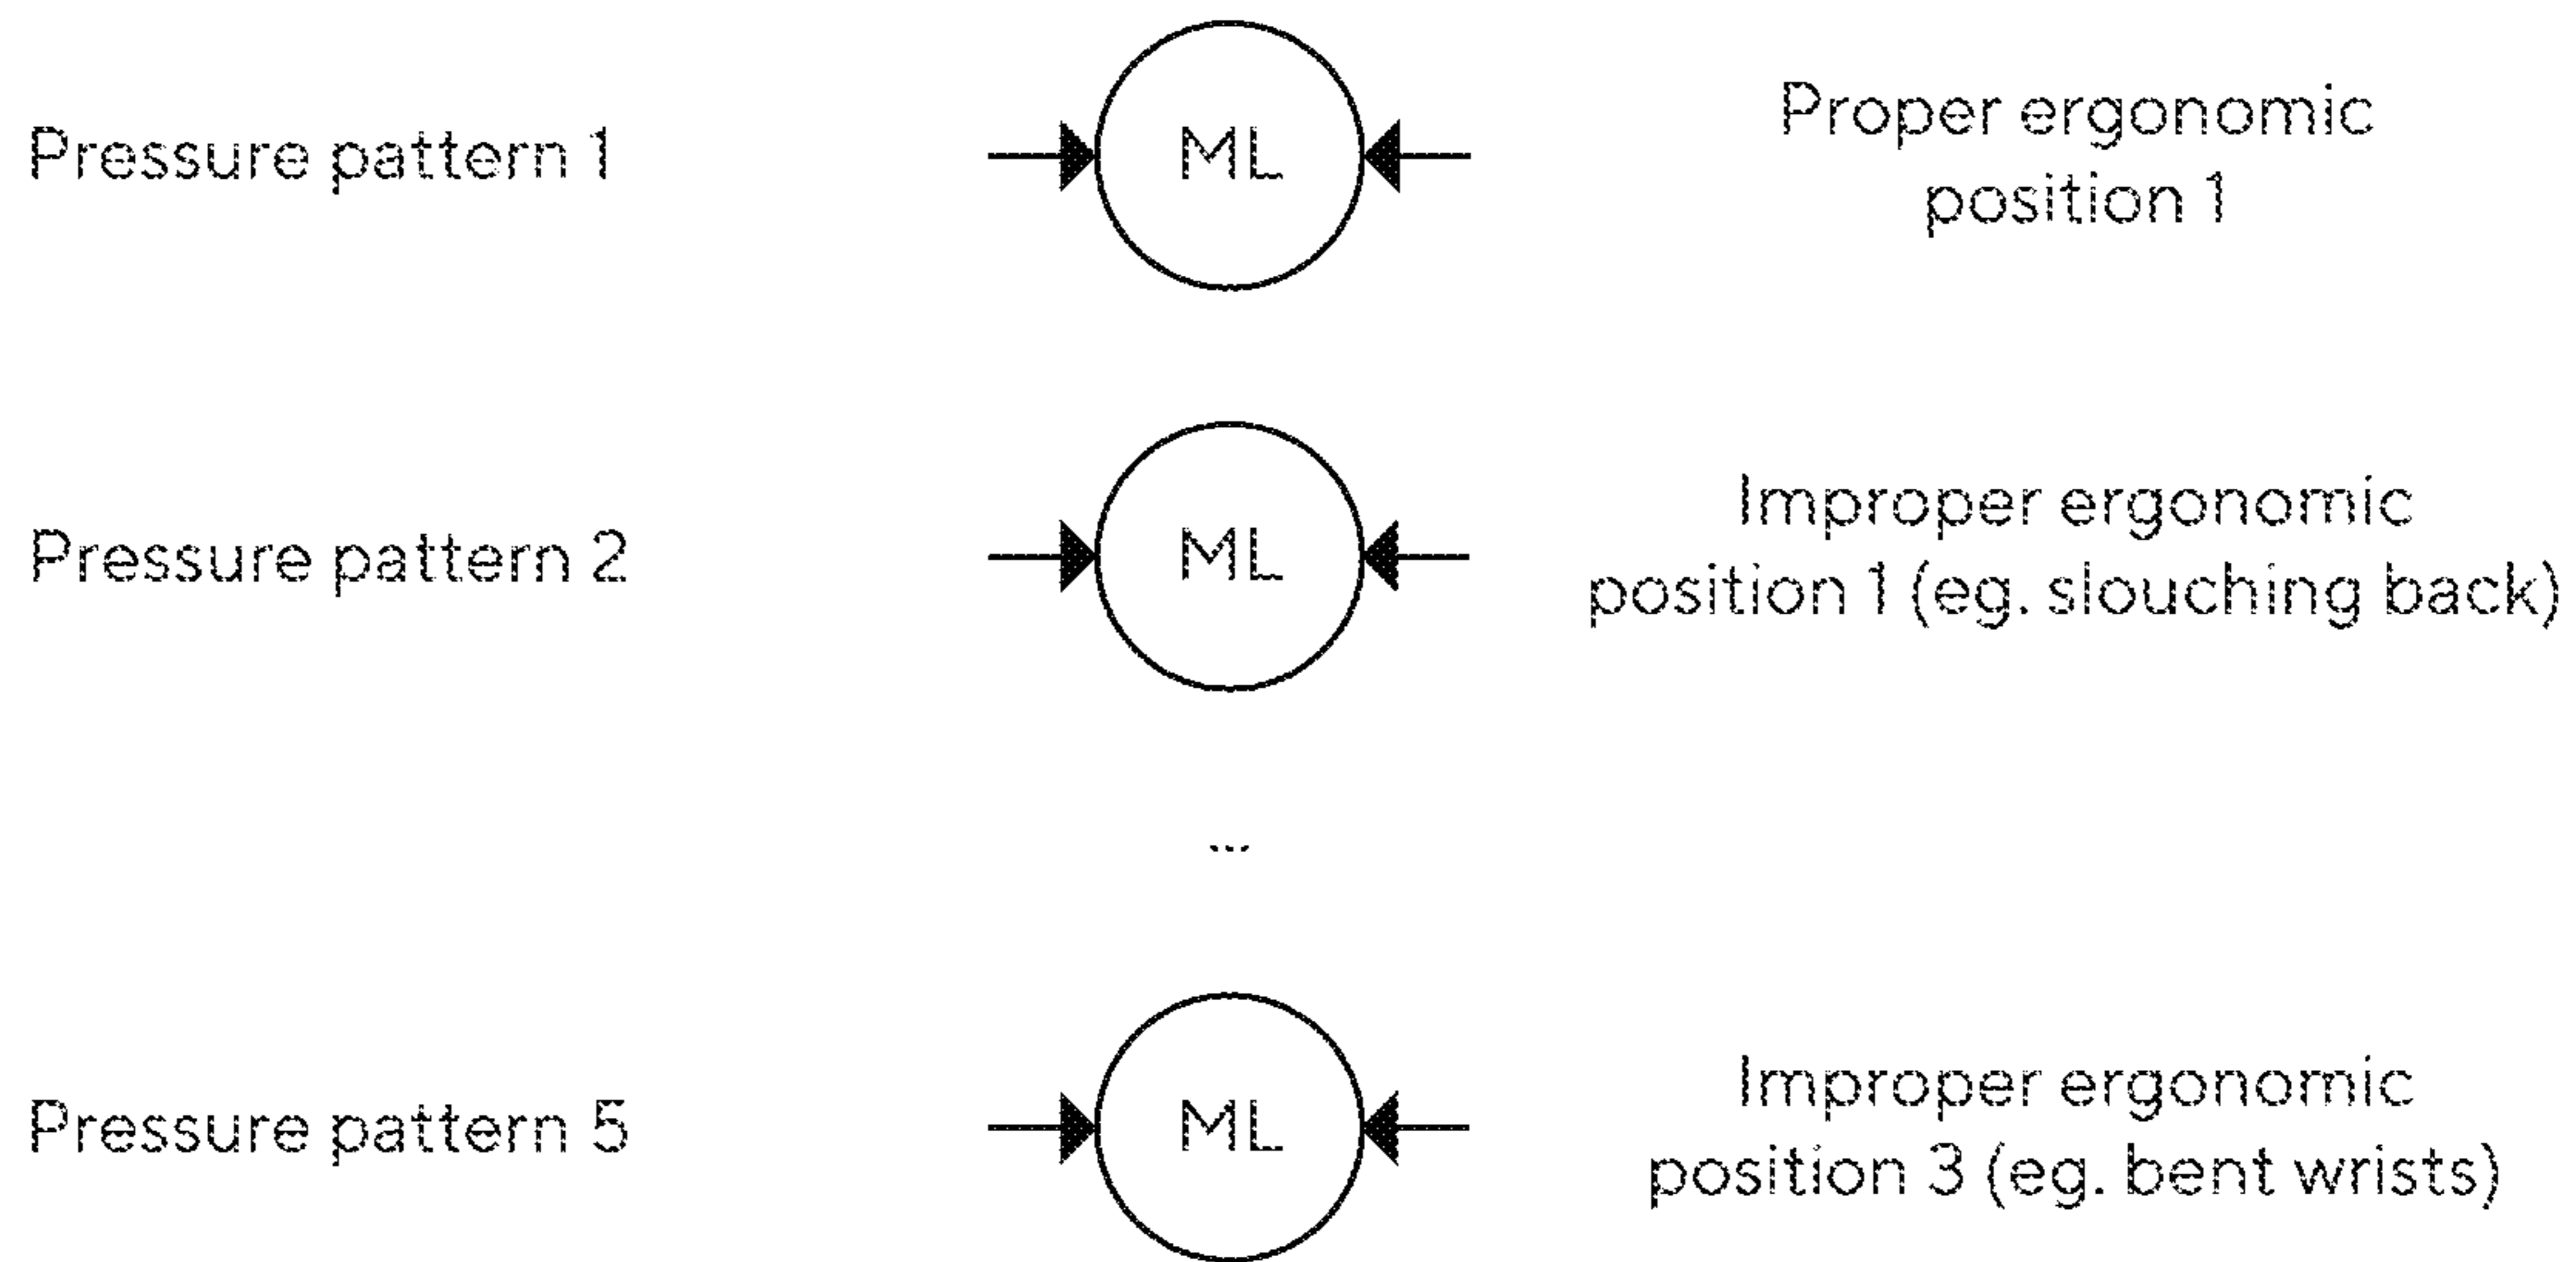 Pressure pattern 1
ML
Proper ergonomic
position 1
Pressure pattern 2
ML
Improper ergonomic
position 1 (eg. slouching back)
...
Pressure pattern 5
ML
Improper ergonomic
position 3 (eg. bent wrists)